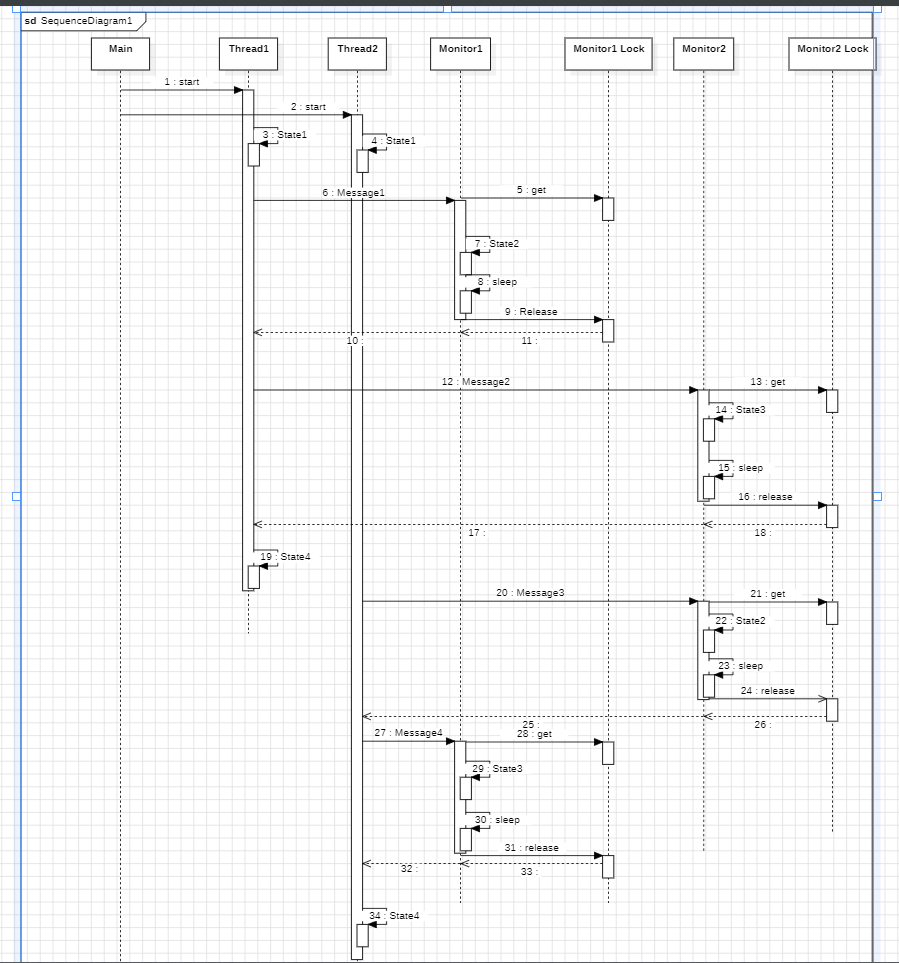 sd SequenceDiagram1
Main
Thread1
Thread2
Monitor1
Monitor1 Lock
Monitor2
Monitor2 Lock
1 : start
2 : start
3 : State1
4 : State1
5 : get
6 : Message1
7 : State2
8 : sleep
9 : Release
10 :
11 :
12 : Message2
13 : get
14 : State3
15 : sleep
16 : release
17 :
18 :
19 : State4
20 : Message3
21 : get
22 : State2
23 : sleep
24 : release
25 :
26 :
27 : Message4
28 : get
29 : State3
30 : sleep
31 : release
32 :
33 :
34 : State4